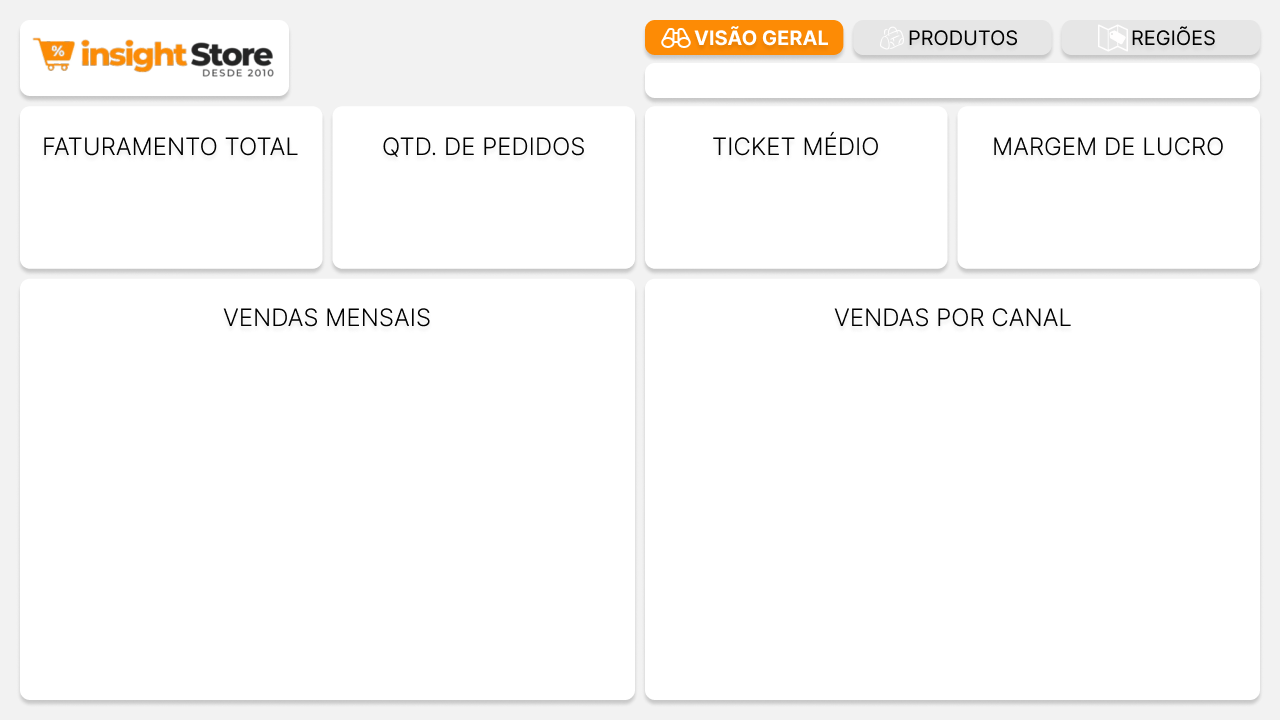 % insight Store
DESDE 2010
VISÃO GERAL
PRODUTOS
REGIÕES
FATURAMENTO TOTAL
QTD. DE PEDIDOS
TICKET MÉDIO
MARGEM DE LUCRO
VENDAS MENSAIS
VENDAS POR CANAL